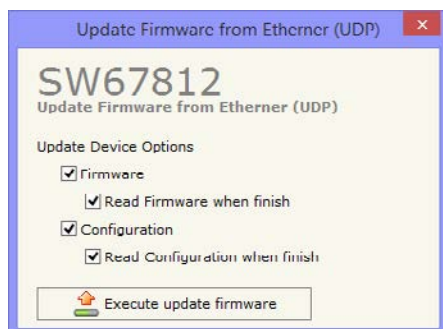 Update Firmware from Etherner (UDP)
SW67812
Update Firmware from Etherner (UDP)
Update Device Options
Firmware
Read Firmware when finish
Configuration
Read Configuration when finish
Execute update firmware